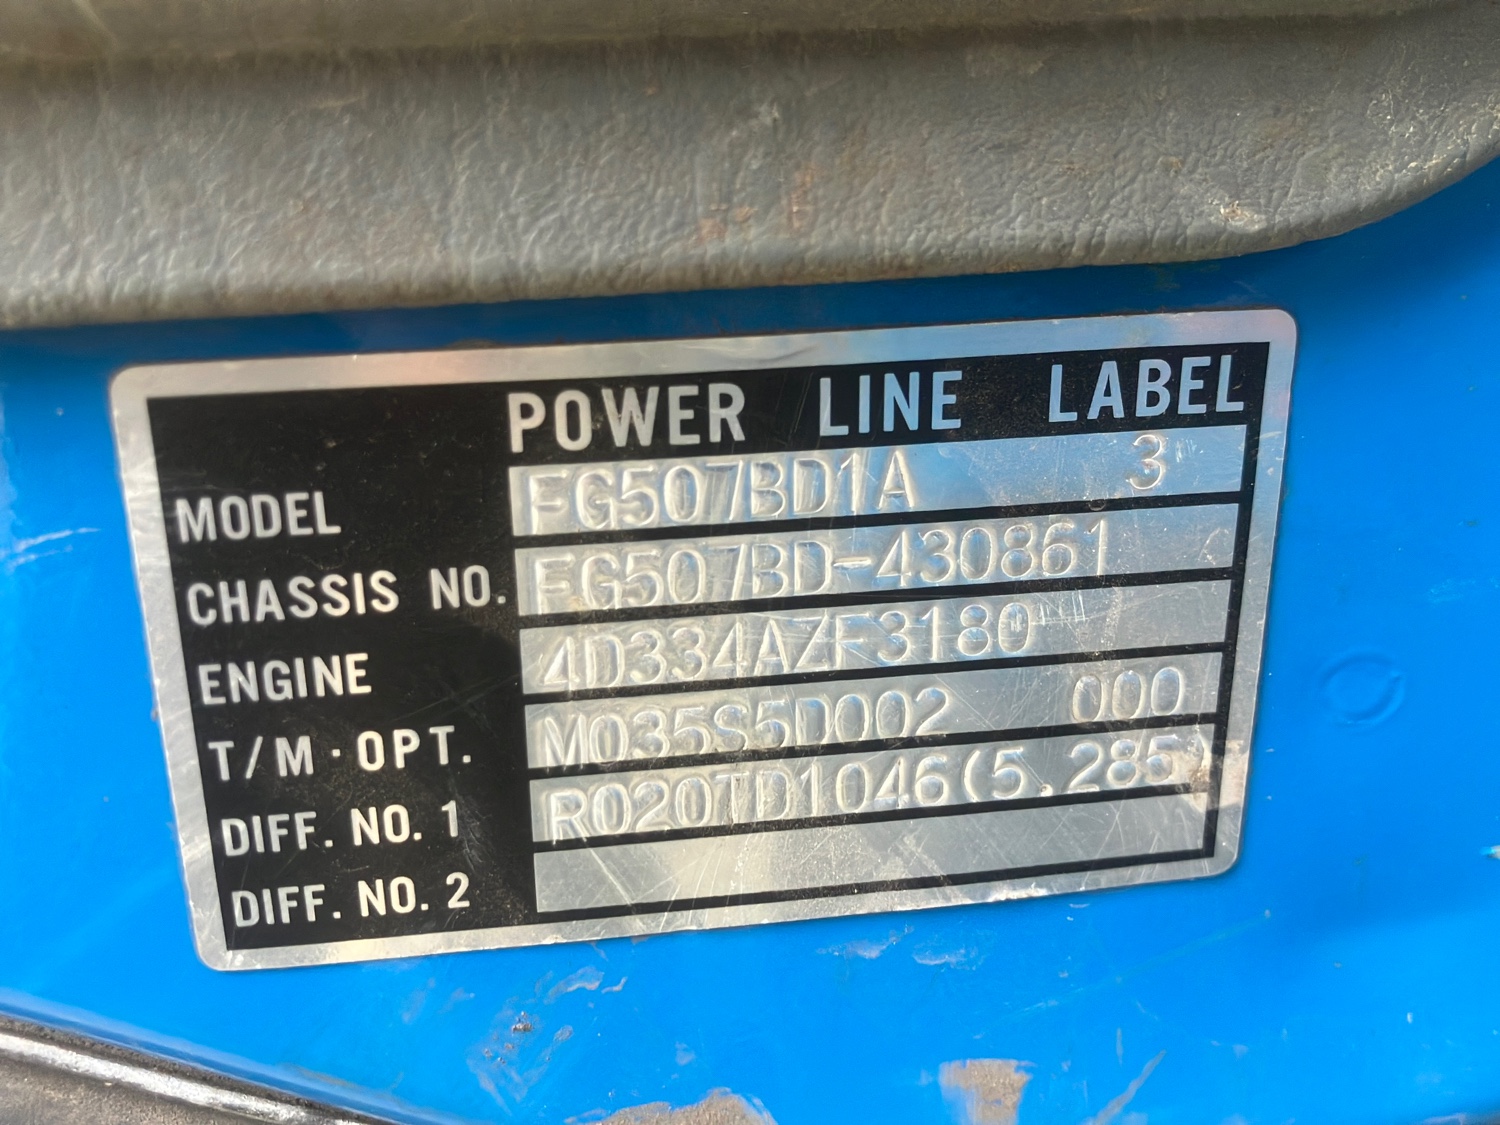 POWER LINE LABEL
MODEL FG507BD1A 3
CHASSIS NO. FG507BD-430861
ENGINE 4D334AZF3180
T/M·OPT. M035S5D002 000
DIFF. NO. 1 R020TD1046(5.285)
DIFF. NO. 2